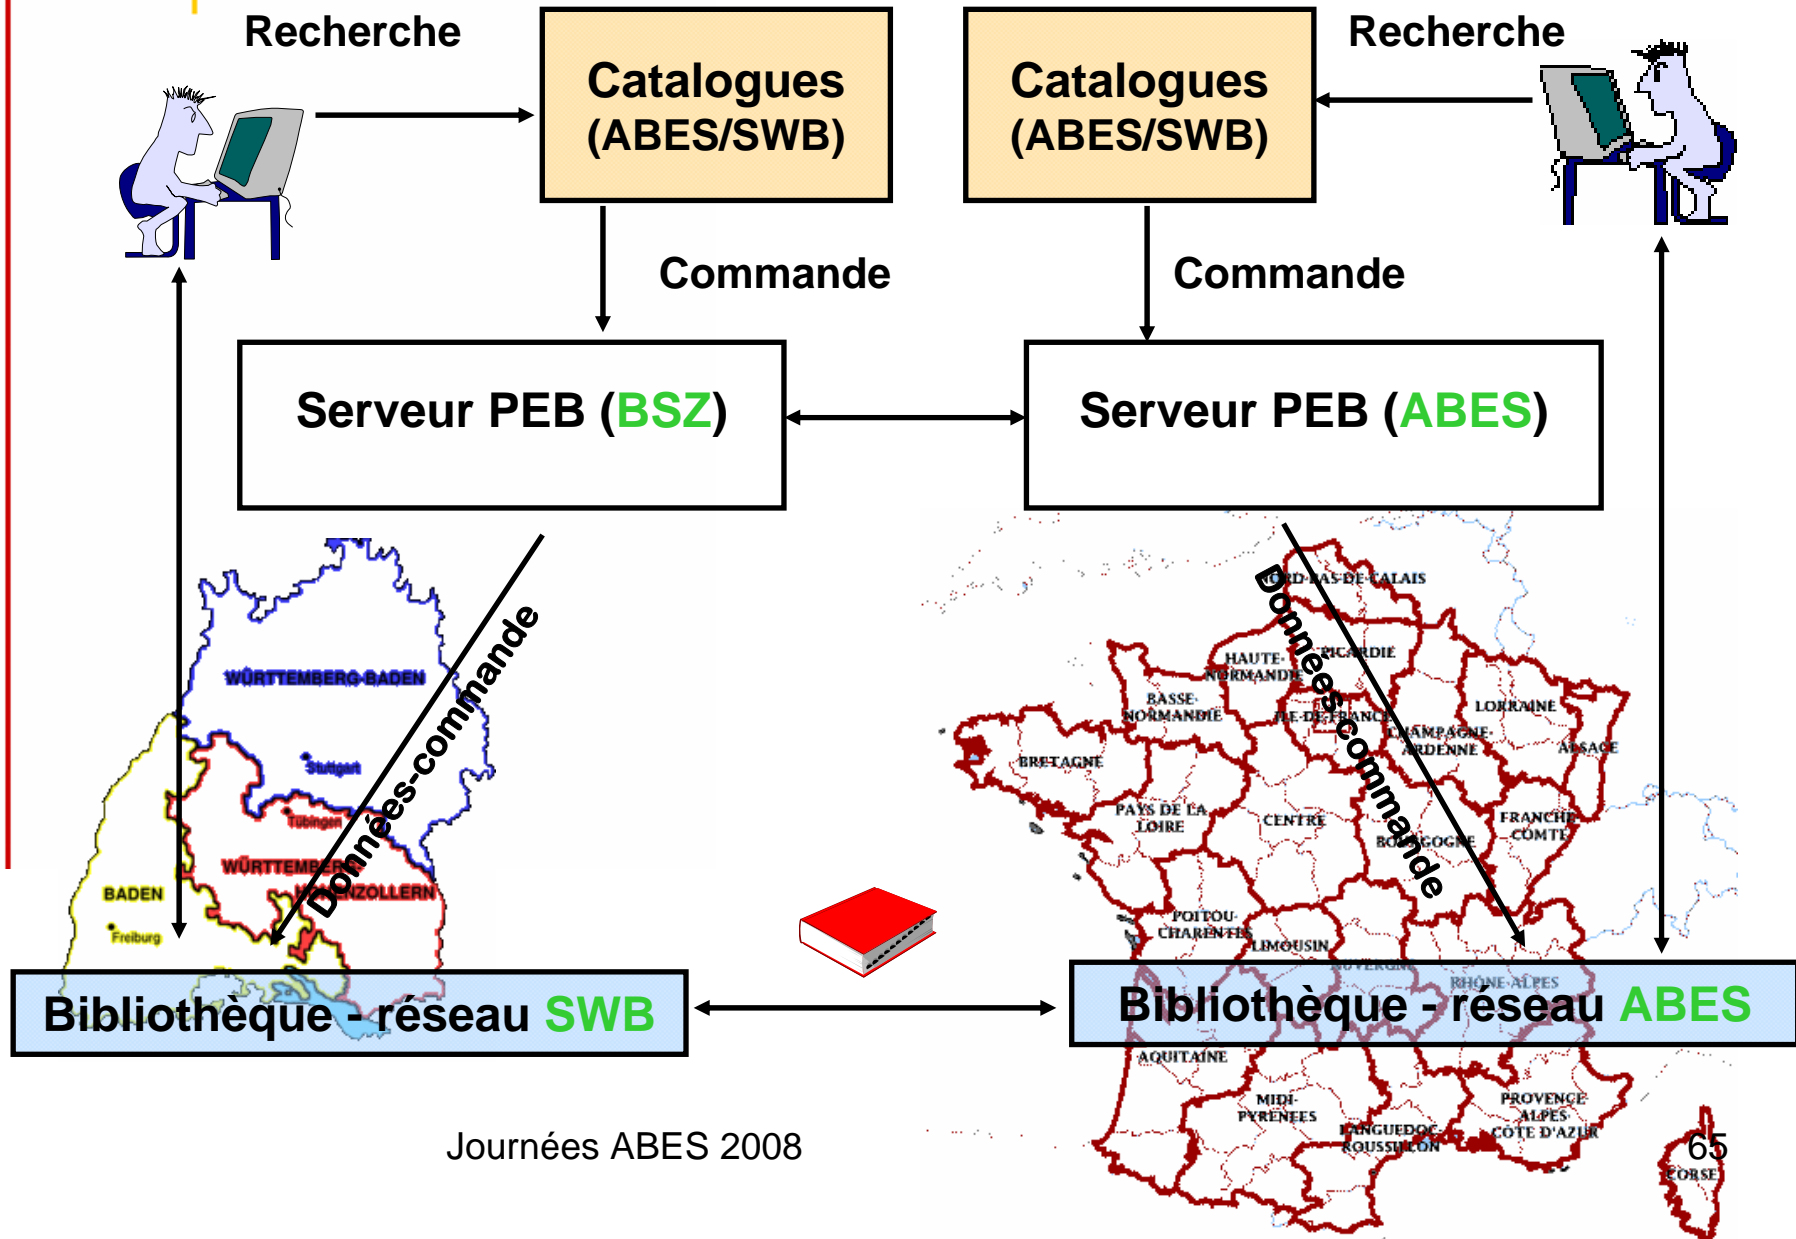 Recherche
Catalogues
(ABES/SWB)
Catalogues
(ABES/SWB)
Recherche
Commande
Commande
Serveur PEB (BSZ)
Serveur PEB (ABES)
Données-commande
Données-commande
WÜRTTEMBERG-BADEN
Stuttgart
Tübingen
WÜRTTEMBERG-
HOHENZOLLERN
BADEN
Freiburg
NORD-PAS-DE-CALAIS
PICARDIE
HAUTE-
NORMANDIE
BASSE-
NORMANDIE
ILE-DE-FRANCE
CHAMPAGNE-
ARDENNE
LORRAINE
ALSACE
BRETAGNE
PAYS DE LA
LOIRE
CENTRE
BOURGOGNE
FRANCHE
COMTE
POITOU-
CHARENTES
LIMOUSIN
AUVERGNE
RHÔNE-ALPES
Bibliothèque - réseau SWB
Bibliothèque - réseau ABES
AQUITAINE
MIDI-
PYRENEES
LANGUEDOC-
ROUSSILLON
PROVENCE
ALPES-
CÔTE D'AZUR
CORSE
Journées ABES 2008
65